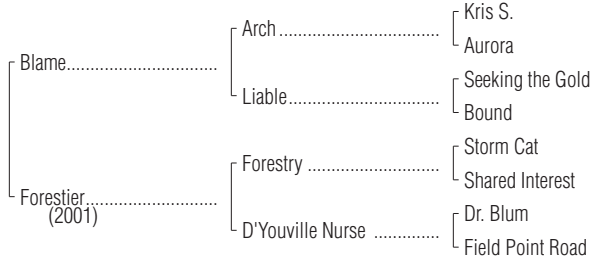 Kris S.
Arch
Aurora
Blame
Seeking the Gold
Liable
Bound
Storm Cat
Forestry
Shared Interest
Forestier
(2001)
Dr. Blum
D'Youville Nurse
Field Point Road